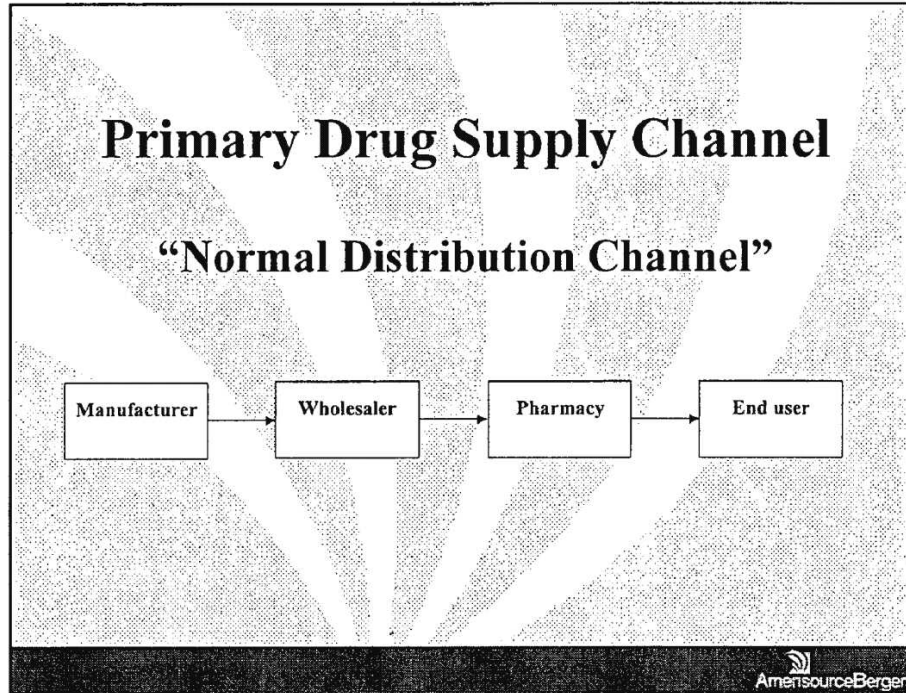 Primary Drug Supply Channel
“Normal Distribution Channel”
Manufacturer
Wholesaler
Pharmacy
End user
AmerisourceBergen